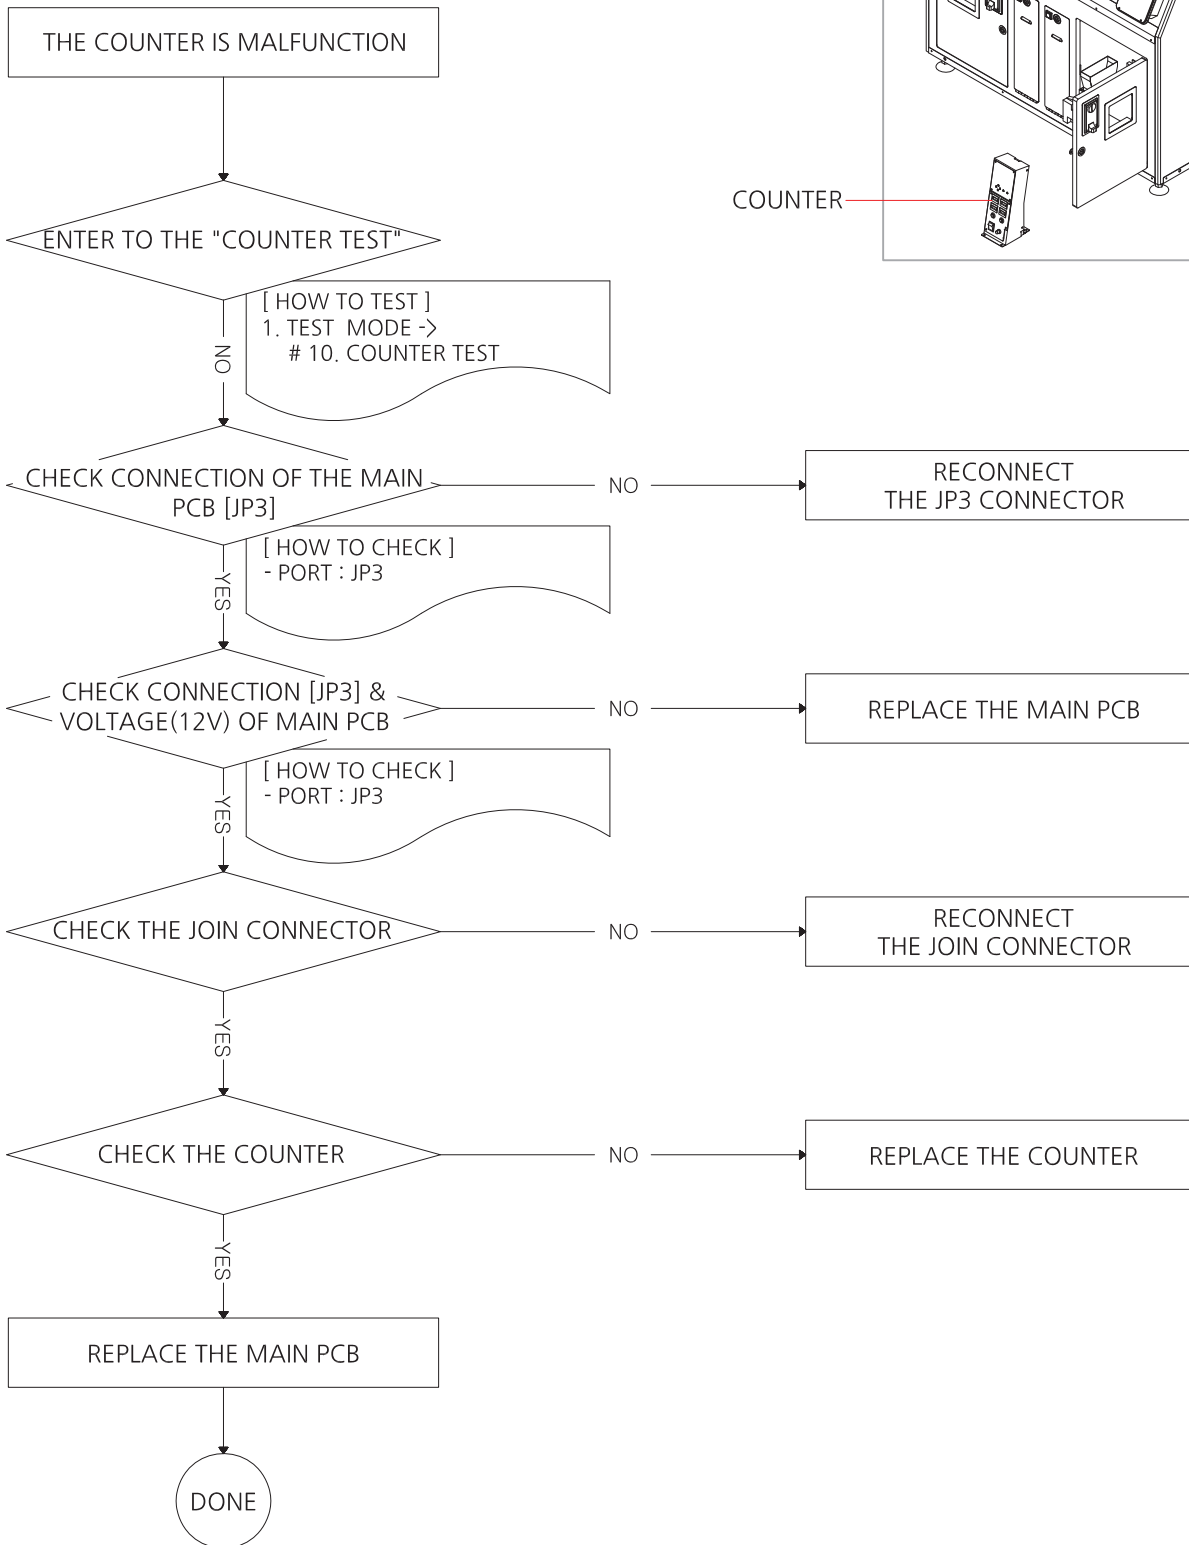 THE COUNTER IS MALFUNCTION
COUNTER
ENTER TO THE "COUNTER TEST"
[ HOW TO TEST ]
1. TEST MODE ->
# 10. COUNTER TEST
NO
CHECK CONNECTION OF THE MAIN
PCB [JP3]
NO
RECONNECT
THE JP3 CONNECTOR
[ HOW TO CHECK ]
- PORT : JP3
YES
CHECK CONNECTION [JP3] &
VOLTAGE(12V) OF MAIN PCB
NO
REPLACE THE MAIN PCB
[ HOW TO CHECK ]
- PORT : JP3
YES
CHECK THE JOIN CONNECTOR
NO
RECONNECT
THE JOIN CONNECTOR
YES
CHECK THE COUNTER
NO
REPLACE THE COUNTER
YES
REPLACE THE MAIN PCB
DONE